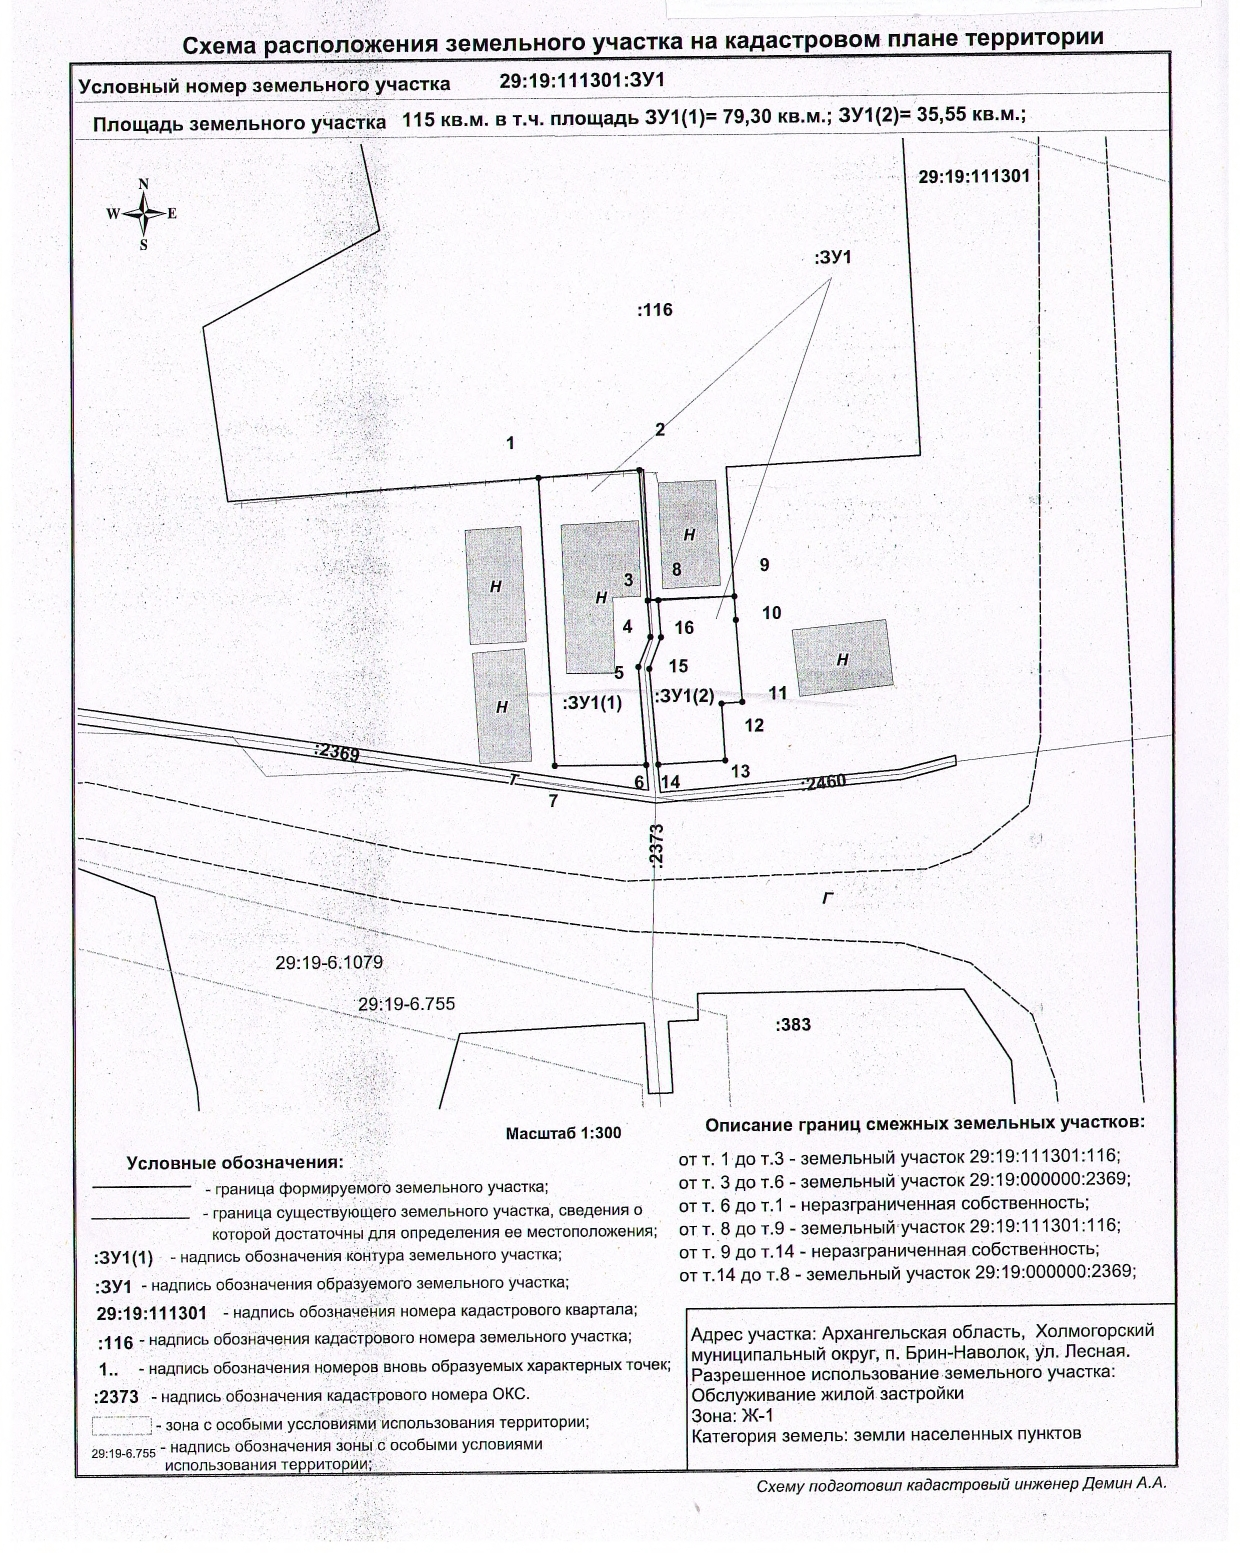 Схема расположения земельного участка на кадастровом плане территории
Условный номер земельного участка 29:19:111301:ЗУ1
Площадь земельного участка 115 кв.м. в т.ч. площадь ЗУ1(1)= 79,30 кв.м.; ЗУ1(2)= 35,55 кв.м.;
29:19:111301
N
W E
S
:ЗУ1
:116
1
2
Н
3
8
9
Н
Н
4
16
10
5
15
Н
Н
:ЗУ1(1)
:ЗУ1(2)
11
12
:2369
Т
6
14
13
:2460
7
:2373
Г
29:19-6.1079
29:19-6.755
:383
Масштаб 1:300
Условные обозначения:
- граница формируемого земельного участка;
- граница существующего земельного участка, сведения о
которой достаточны для определения ее местоположения;
:ЗУ1(1) - надпись обозначения контура земельного участка;
:ЗУ1 - надпись обозначения образуемого земельного участка;
29:19:111301 - надпись обозначения номера кадастрового квартала;
:116 - надпись обозначения кадастрового номера земельного участка;
1.. - надпись обозначения номеров вновь образуемых характерных точек;
:2373 - надпись обозначения кадастрового номера ОКС.
- зона с особыми уссловиями использования территории;
29:19-6.755 - надпись обозначения зоны с особыми условиями
использования территории;
Описание границ смежных земельных участков:
от т. 1 до т.3 - земельный участок 29:19:111301:116;
от т. 3 до т.6 - земельный участок 29:19:000000:2369;
от т. 6 до т.1 - неразграниченная собственность;
от т. 8 до т.9 - земельный участок 29:19:111301:116;
от т. 9 до т.14 - неразграниченная собственность;
от т.14 до т.8 - земельный участок 29:19:000000:2369;
Адрес участка: Архангельская область, Холмогорский
муниципальный округ, п. Брин-Наволок, ул. Лесная.
Разрешенное использование земельного участка:
Обслуживание жилой застройки
Зона: Ж-1
Категория земель: земли населенных пунктов
Схему подготовил кадастровый инженер Демин А.А.